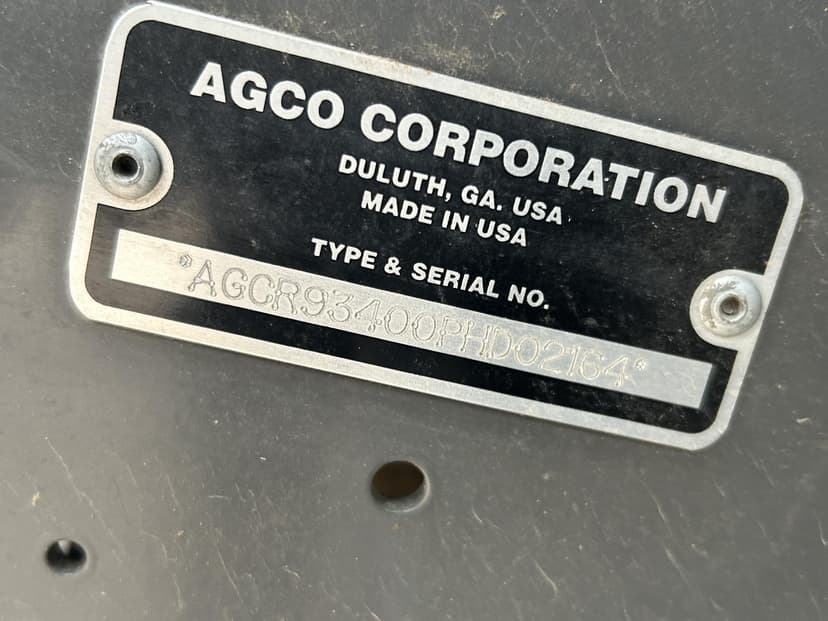 AGCO CORPORATION
DULUTH, GA. USA
MADE IN USA
TYPE & SERIAL NO.
*AGCR93400PHD02164*